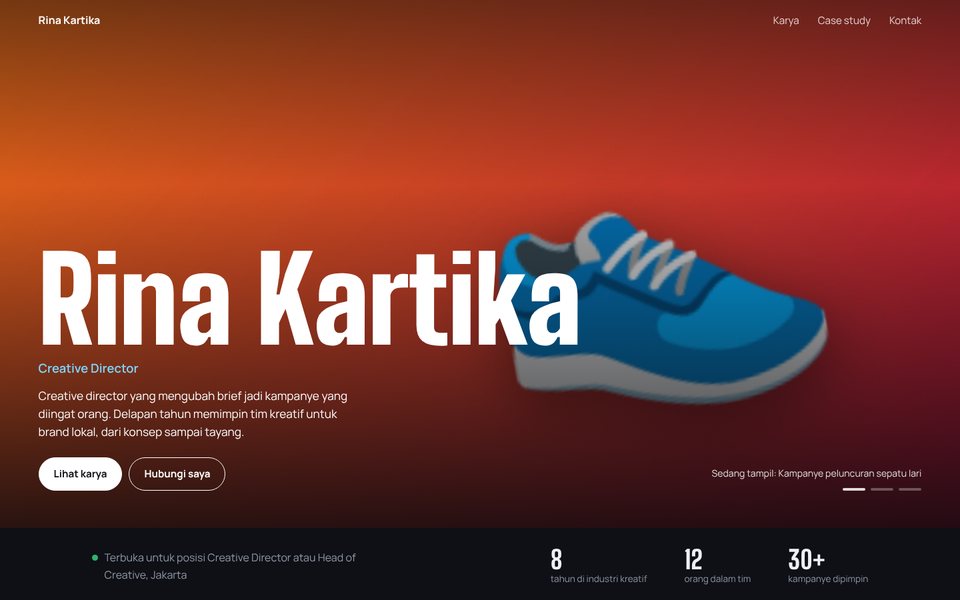 Rina Kartika
Karya
Case study
Kontak
Rina Kartika
Creative Director
Creative director yang mengubah brief jadi kampanye yang
diingat orang. Delapan tahun memimpin tim kreatif untuk
brand lokal, dari konsep sampai tayang.
Lihat karya
Hubungi saya
Sedang tampil: Kampanye peluncuran sepatu lari
Terbuka untuk posisi Creative Director atau Head of
Creative, Jakarta
8
tahun di industri kreatif
12
orang dalam tim
30+
kampanye dipimpin